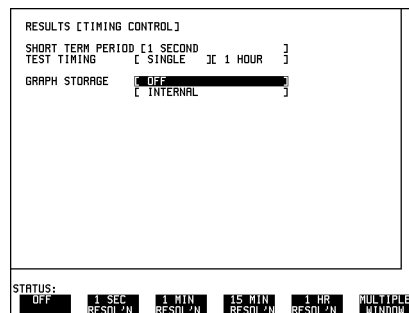 RESULTS [TIMING CONTROL]
SHORT TERM PERIOD [1 SECOND ]
TEST TIMING [ SINGLE ][ 1 HOUR ]
GRAPH STORAGE [ OFF ]
[ INTERNAL ]
STATUS:
OFF 1 SEC 1 MIN 15 MIN 1 HR MULTIPLE
RESOL'N RESOL'N RESOL'N RESOL'N WINDOW